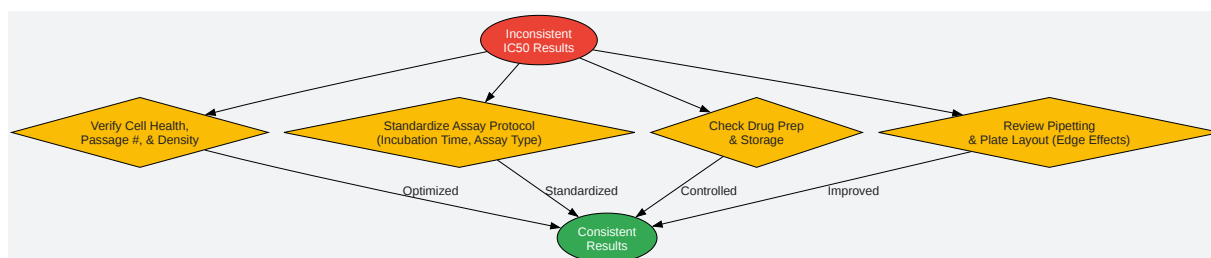 Inconsistent
IC50 Results
Verify Cell Health,
Passage #, & Density
Standardize Assay Protocol
(Incubation Time, Assay Type)
Check Drug Prep
& Storage
Review Pipetting
& Plate Layout (Edge Effects)
Optimized
Standardized
Controlled
Improved
Consistent
Results